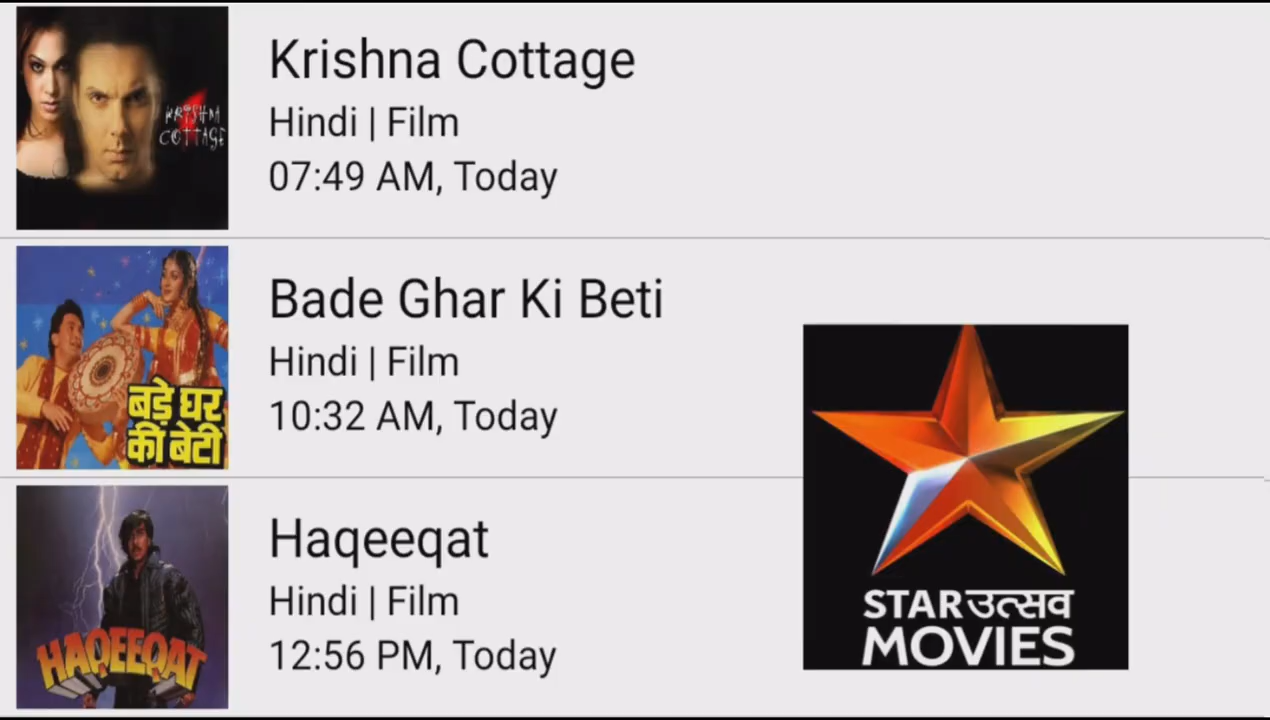 KRISHNA
COTTAGE
Krishna Cottage
Hindi | Film
07:49 AM, Today
बड़े घर
की बेटी
Bade Ghar Ki Beti
Hindi | Film
10:32 AM, Today
HAQEEQAT
Haqeeqat
Hindi | Film
12:56 PM, Today
STAR उत्सव
MOVIES